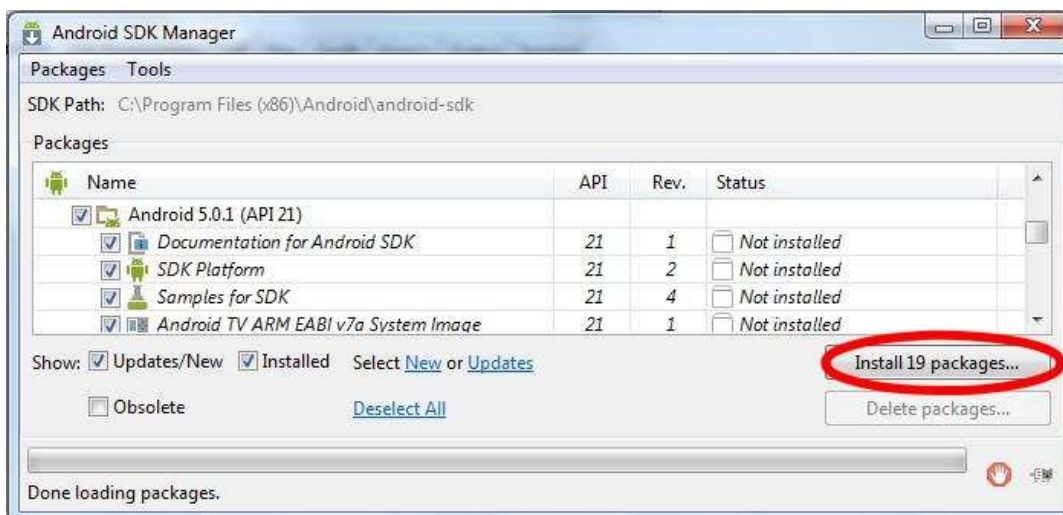 Android SDK Manager
Packages Tools
SDK Path: C:\Program Files (x86)\Android\android-sdk
Packages
Name API Rev. Status
Android 5.0.1 (API 21)
Documentation for Android SDK 21 1 Not installed
SDK Platform 21 2 Not installed
Samples for SDK 21 4 Not installed
Android TV ARM EABI v7a System Image 21 1 Not installed
Show: Updates/New Installed Select New or Updates Install 19 packages...
Obsolete Deselect All Delete packages...
Done loading packages.